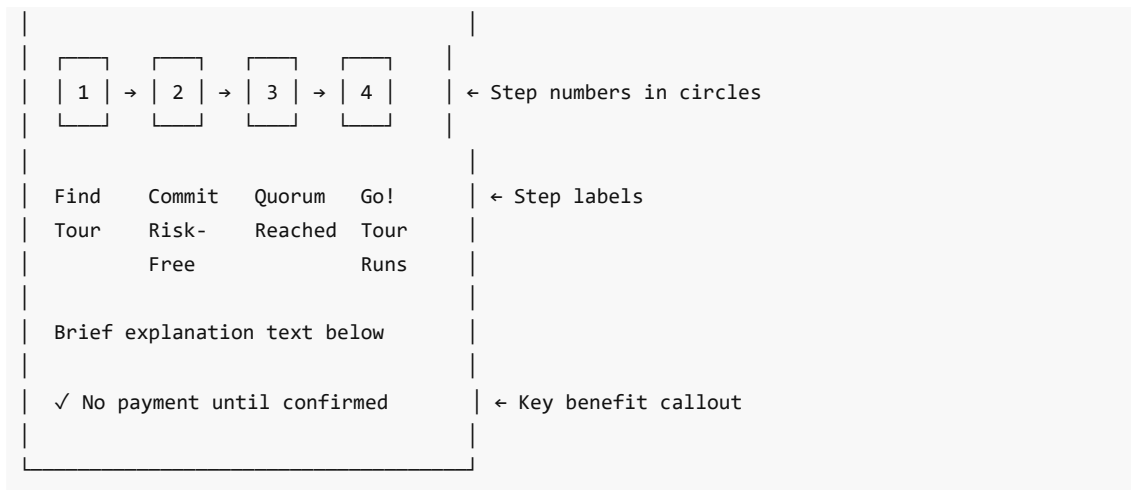 1 → 2 → 3 → 4 ← Step numbers in circles
Find Commit Quorum Go! ← Step labels
Tour Risk- Reached Tour
Free Runs
Brief explanation text below
✓ No payment until confirmed ← Key benefit callout